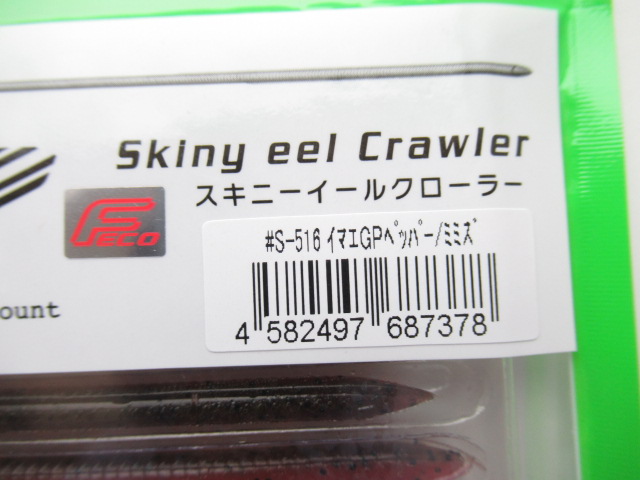 Skiny eel Crawler
スキニーイールクローラー
FECO
#S-516 ｲﾏｴGPﾍﾟｯﾊﾟｰ/ﾐﾐｽﾞ
4 582497 687378
ount